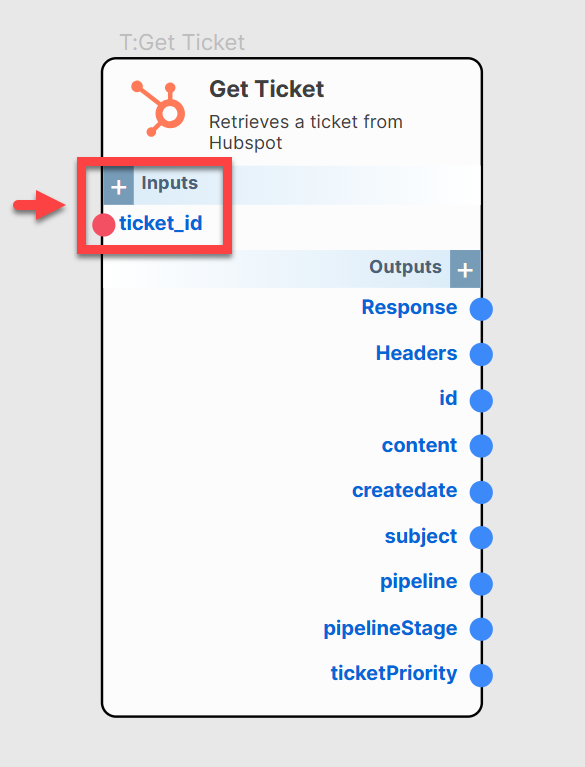 T:Get Ticket
Get Ticket
Retrieves a ticket from
Hubspot
+ Inputs
ticket_id
Outputs +
Response
Headers
id
content
createdate
subject
pipeline
pipelineStage
ticketPriority